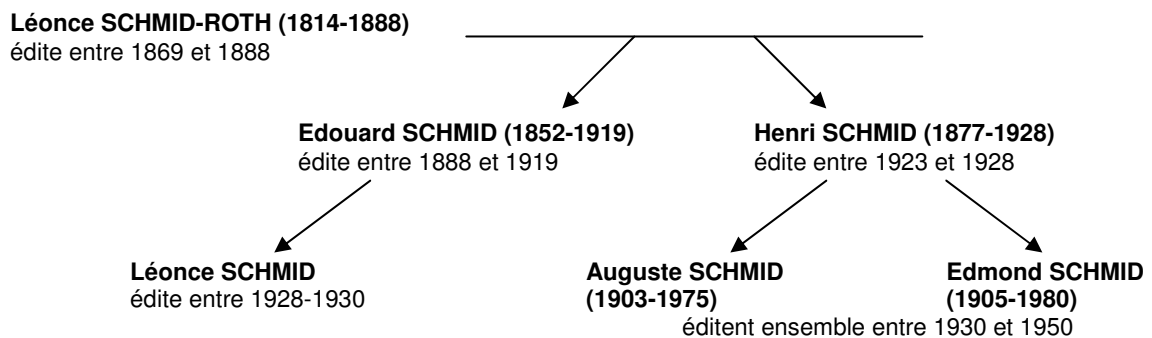 Léonce SCHMID-ROTH (1814-1888)
édite entre 1869 et 1888
Edouard SCHMID (1852-1919)
édite entre 1888 et 1919
Henri SCHMID (1877-1928)
édite entre 1923 et 1928
Léonce SCHMID
édite entre 1928-1930
Auguste SCHMID
(1903-1975)
Edmond SCHMID
(1905-1980)
éditent ensemble entre 1930 et 1950